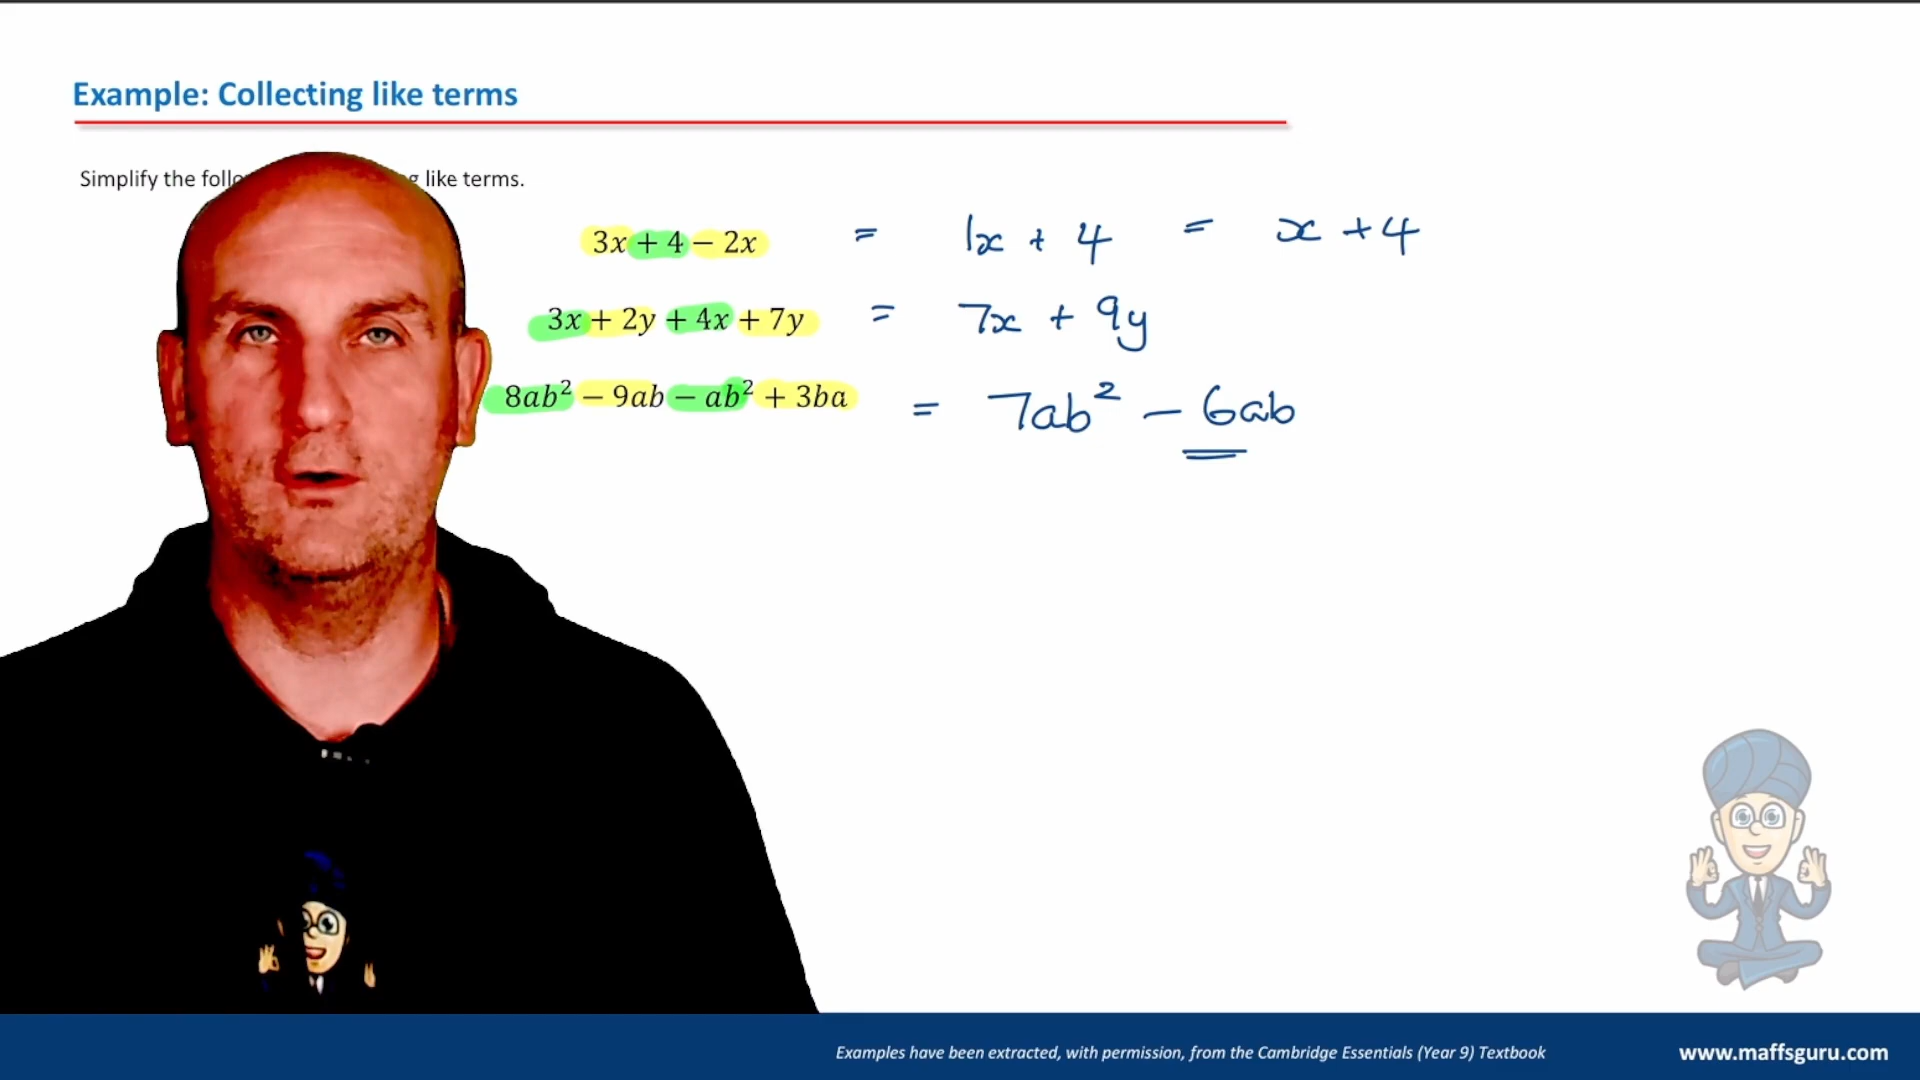 Example: Collecting like terms
Simplify the like terms.
3x + 4 − 2x = 1x + 4 = x + 4
3x + 2y + 4x + 7y = 7x + 9y
8ab² − 9ab − ab² + 3ba = 7ab² − 6ab
Examples have been extracted, with permission, from the Cambridge Essentials (Year 9) Textbook
www.maffsguru.com